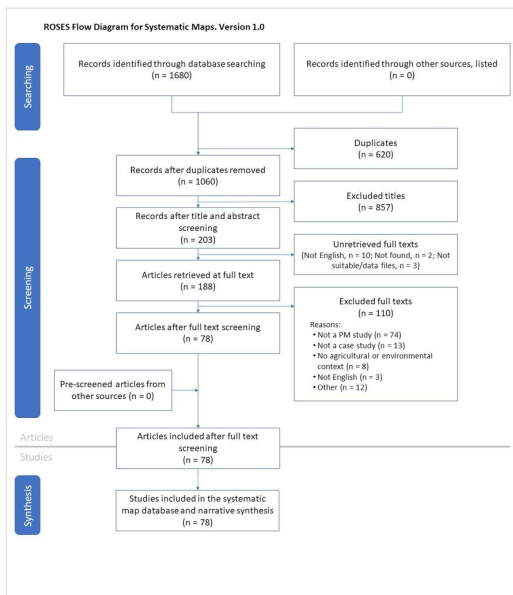 ROSES Flow Diagram for Systematic Maps. Version 1.0
Searching
Records identified through database searching
(n = 1680)
Records identified through other sources, listed
(n = 0)
Duplicates
(n = 620)
Screening
Records after duplicates removed
(n = 1060)
Excluded titles
(n = 857)
Records after title and abstract
screening
(n = 203)
Unretrieved full texts
(Not English, n = 10; Not found, n = 2; Not
suitable/data files, n = 3)
Articles retrieved at full text
(n = 188)
Excluded full texts
(n = 110)
Reasons:
• Not a PM study (n = 74)
• Not a case study (n = 13)
• No agricultural or environmental
context (n = 8)
• Not English (n = 3)
• Other (n = 12)
Articles after full text screening
(n = 78)
Pre-screened articles from
other sources (n = 0)
Articles
Studies
Articles included after full text
screening
(n = 78)
Synthesis
Studies included in the systematic
map database and narrative synthesis
(n = 78)